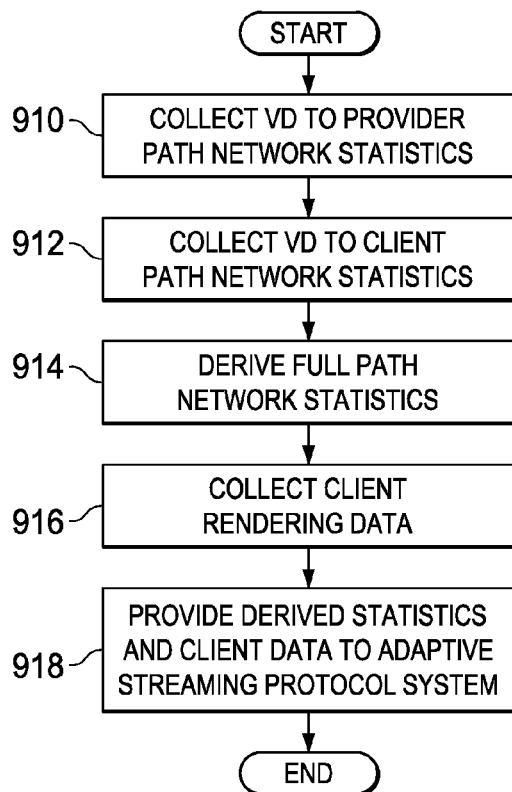 START
910
COLLECT VD TO PROVIDER
PATH NETWORK STATISTICS
912
COLLECT VD TO CLIENT
PATH NETWORK STATISTICS
914
DERIVE FULL PATH
NETWORK STATISTICS
916
COLLECT CLIENT
RENDERING DATA
918
PROVIDE DERIVED STATISTICS
AND CLIENT DATA TO ADAPTIVE
STREAMING PROTOCOL SYSTEM
END